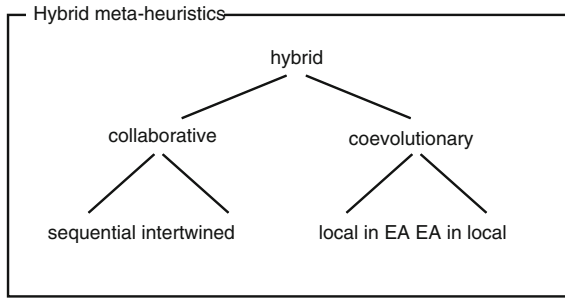 Hybrid meta-heuristics
hybrid
collaborative coevolutionary
sequential intertwined local in EA EA in local